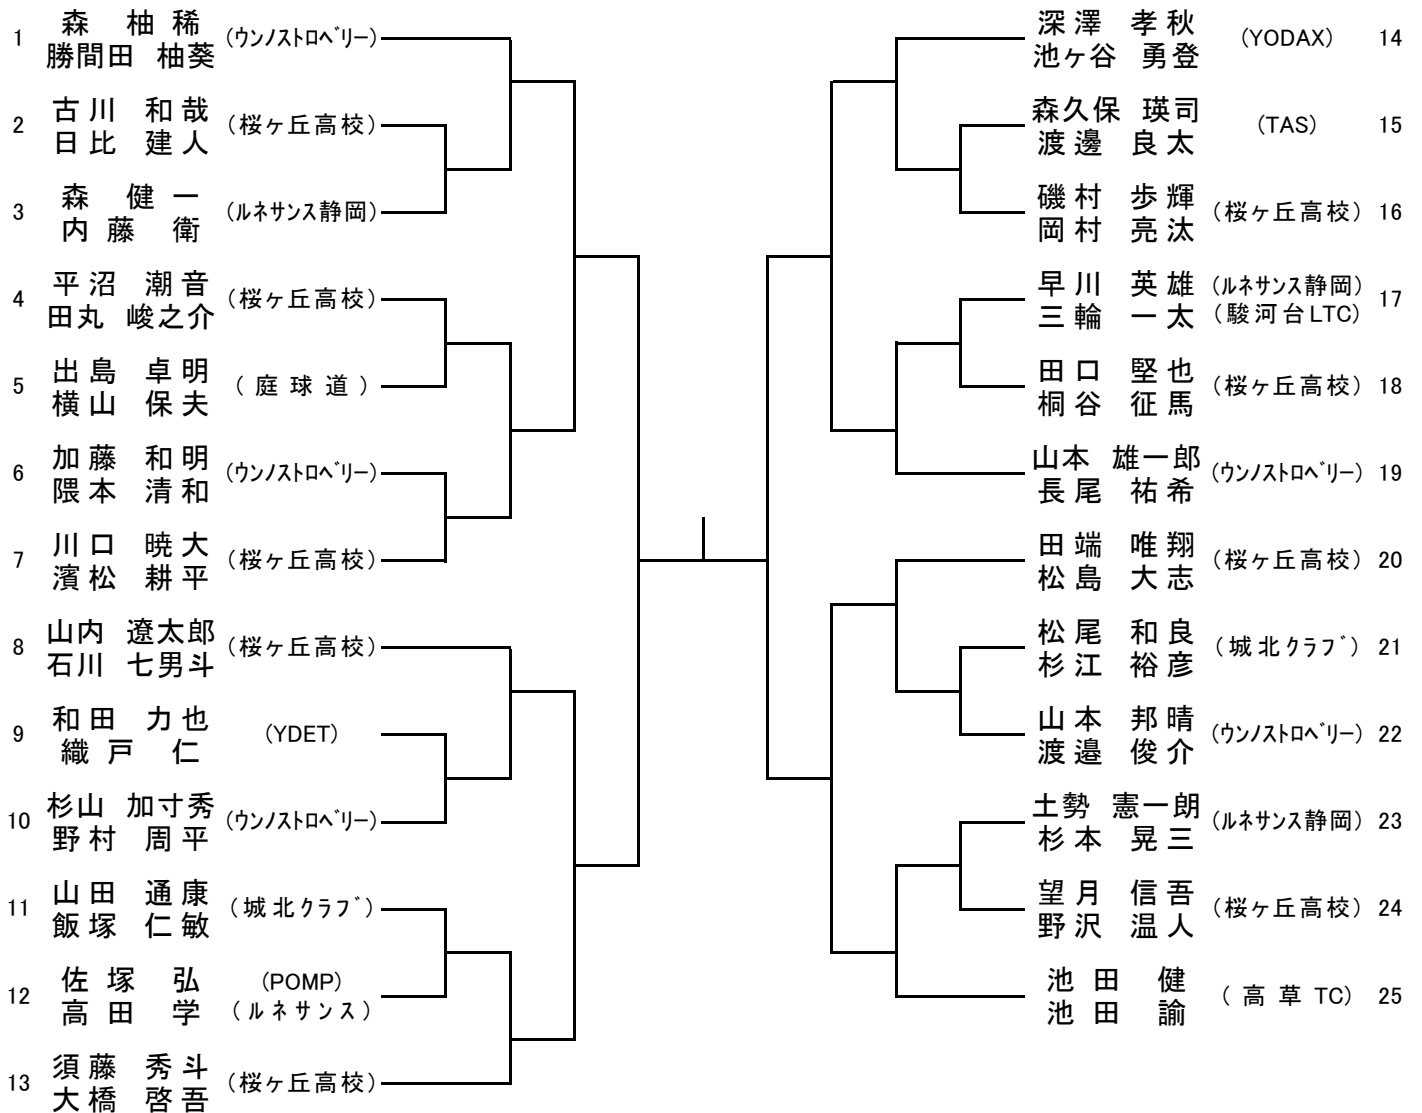 1 森 柚稀 (ウンノストロベリー)
勝間田 柚葵
2 古川 和哉 (桜ヶ丘高校)
日比 建人
3 森 健一 (ルネサンス静岡)
内藤 衛
4 平沼 潮音 (桜ヶ丘高校)
田丸 峻之介
5 出島 卓明 (庭球道)
横山 保夫
6 加藤 和明 (ウンノストロベリー)
隈本 清和
7 川口 暁大 (桜ヶ丘高校)
濱松 耕平
8 山内 遼太郎 (桜ヶ丘高校)
石川 七男斗
9 和田 力也 (YDET)
織戸 仁
10 杉山 加寸秀 (ウンノストロベリー)
野村 周平
11 山田 通康 (城北クラブ)
飯塚 仁敏
12 佐塚 弘 (POMP)
高田 学 (ルネサンス)
13 須藤 秀斗 (桜ヶ丘高校)
大橋 啓吾
深澤 孝秋 (YODAX) 14
池ヶ谷 勇登
森久保 瑛司 (TAS) 15
渡邊 良太
磯村 歩輝 (桜ヶ丘高校) 16
岡村 亮汰
早川 英雄 (ルネサンス静岡) 17
三輪 一太 (駿河台LTC)
田口 堅也 (桜ヶ丘高校) 18
桐谷 征馬
山本 雄一郎 (ウンノストロベリー) 19
長尾 祐希
田端 唯翔 (桜ヶ丘高校) 20
松島 大志
松尾 和良 (城北クラブ) 21
杉江 裕彦
山本 邦晴 (ウンノストロベリー) 22
渡邉 俊介
土勢 憲一朗 (ルネサンス静岡) 23
杉本 晃三
望月 信吾 (桜ヶ丘高校) 24
野沢 温人
池田 健 (高草TC) 25
池田 諭